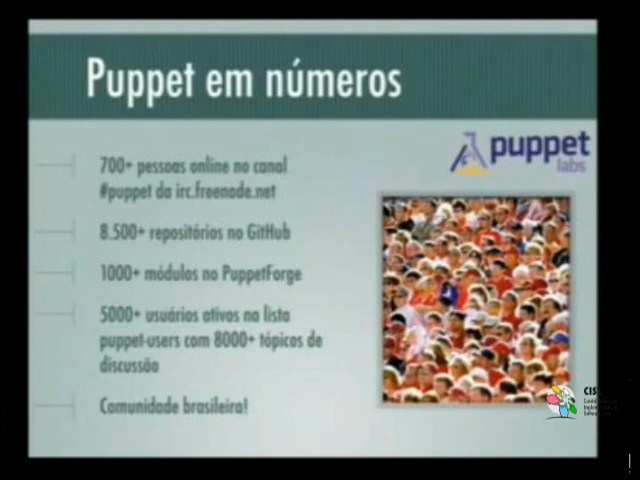 Puppet em números
puppet
labs
700+ pessoas online no canal
#puppet da irc.freenode.net
8.500+ repositórios no GitHub
1000+ módulos no PuppetForge
5000+ usuários ativos na lista
puppet-users com 8000+ tópicos de
discussão
Comunidade brasileira!
CIS